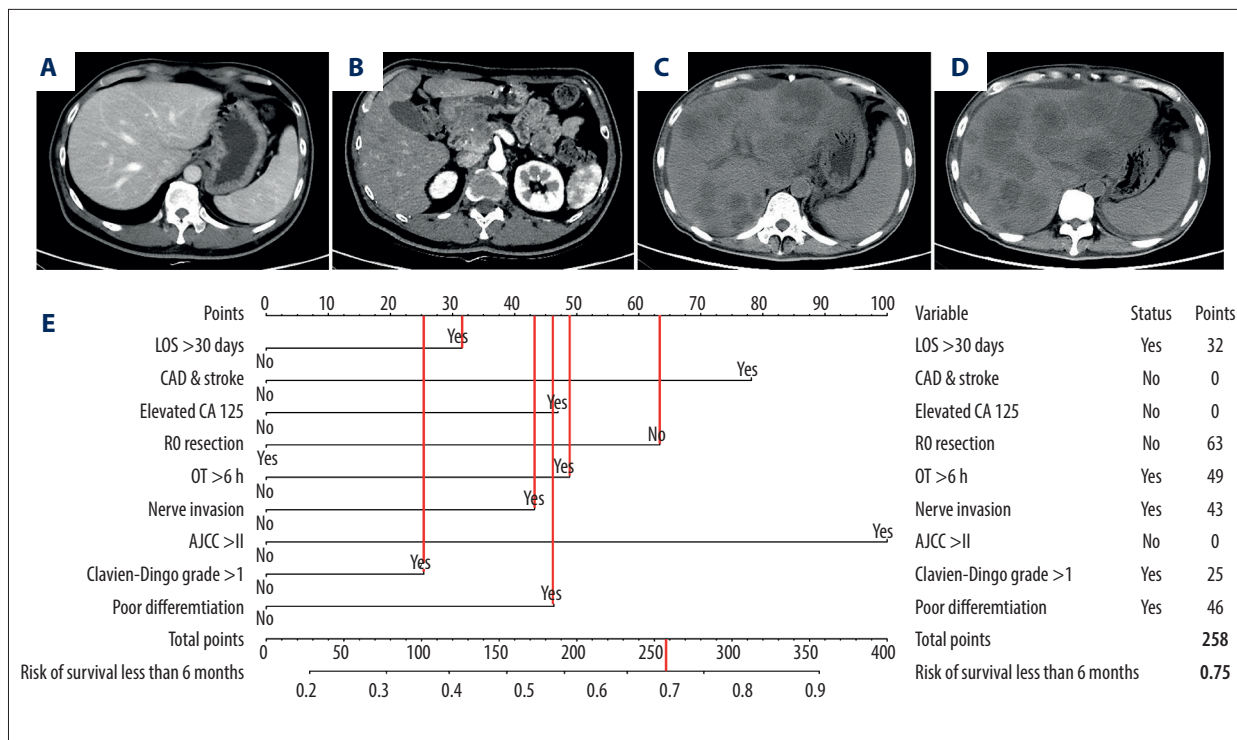 A B C D
E
Points 0 10 20 30 40 50 60 70 80 90 100 Variable Status Points
LOS >30 days No Yes LOS >30 days Yes 32
CAD & stroke No Yes CAD & stroke No 0
Elevated CA 125 No Yes Elevated CA 125 No 0
R0 resection Yes No R0 resection No 63
OT >6 h No Yes OT >6 h Yes 49
Nerve invasion No Yes Nerve invasion Yes 43
AJCC >II No Yes AJCC >II No 0
Clavien-Dingo grade >1 No Yes Clavien-Dingo grade >1 Yes 25
Poor differemtiation No Yes Poor differemtiation Yes 46
Total points 0 50 100 150 200 250 300 350 400 Total points 258
Risk of survival less than 6 months 0.2 0.3 0.4 0.5 0.6 0.7 0.8 0.9 Risk of survival less than 6 months 0.75